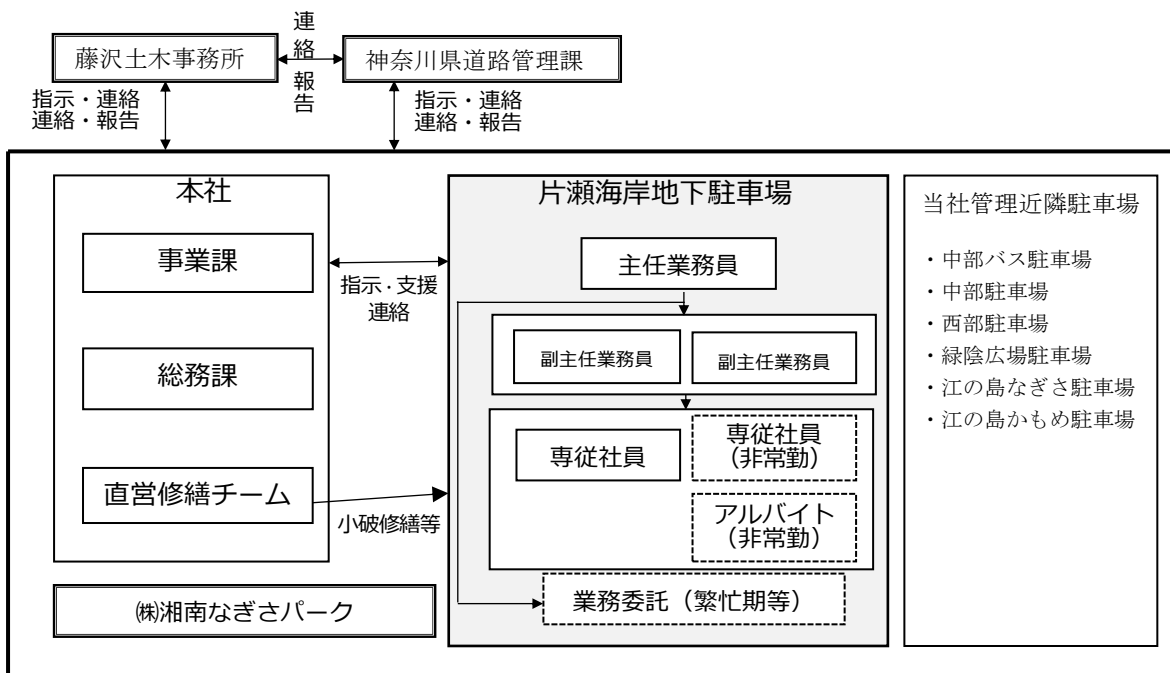 連絡
報告
藤沢土木事務所
神奈川県道路管理課
指示・連絡
連絡・報告
指示・連絡
連絡・報告
本社
事業課
総務課
直営修繕チーム
㈱湘南なぎさパーク
指示・支援
連絡
小破修繕等
片瀬海岸地下駐車場
主任業務員
副主任業務員
副主任業務員
専従社員
専従社員
(非常勤)
アルバイト
(非常勤)
業務委託（繁忙期等）
当社管理近隣駐車場
・中部バス駐車場
・中部駐車場
・西部駐車場
・緑陰広場駐車場
・江の島なぎさ駐車場
・江の島かもめ駐車場